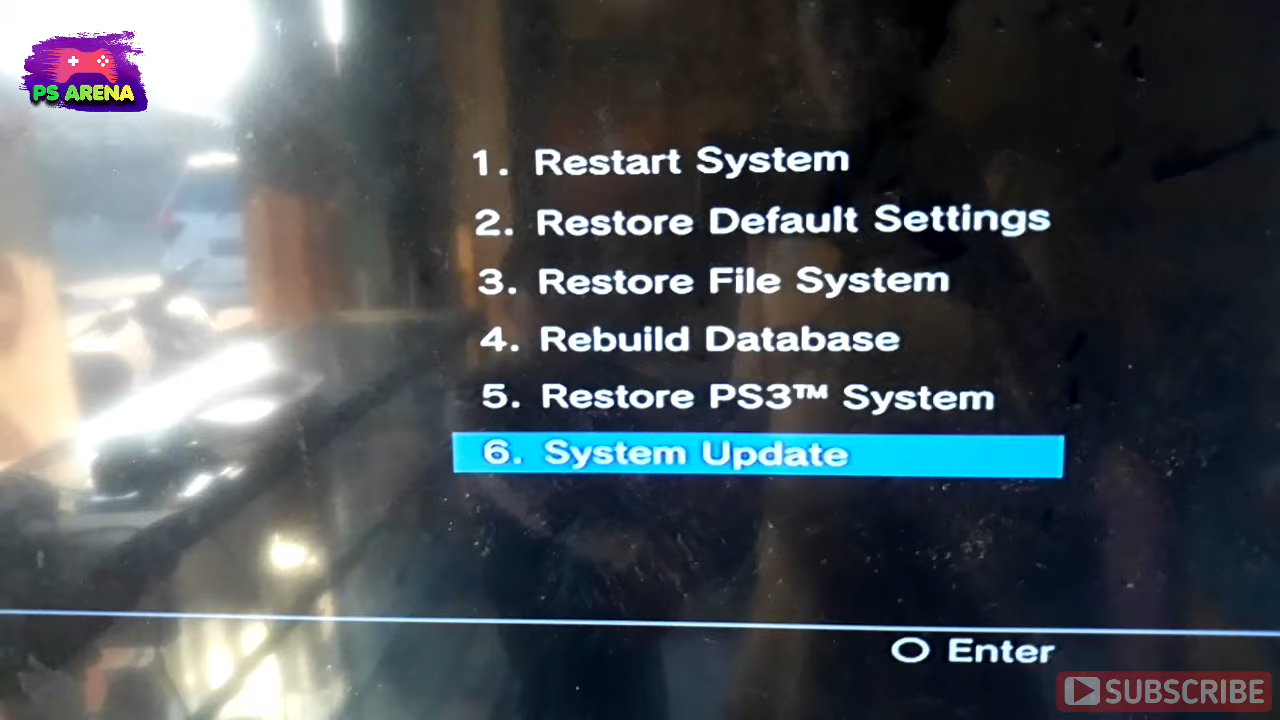 PS ARENA
1. Restart System
2. Restore Default Settings
3. Restore File System
4. Rebuild Database
5. Restore PS3™ System
6. System Update
Enter
SUBSCRIBE